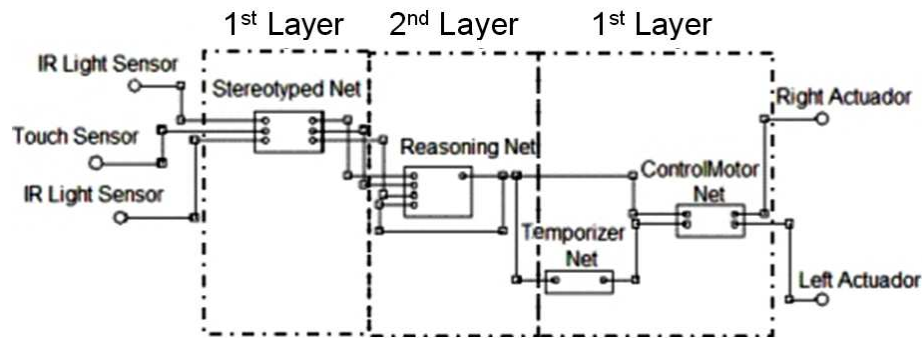 1st Layer
2nd Layer
1st Layer
IR Light Sensor
Stereotyped Net
Right Actuador
Touch Sensor
Reasoning Net
ControlMotor
Net
IR Light Sensor
Temporizer
Net
Left Actuador